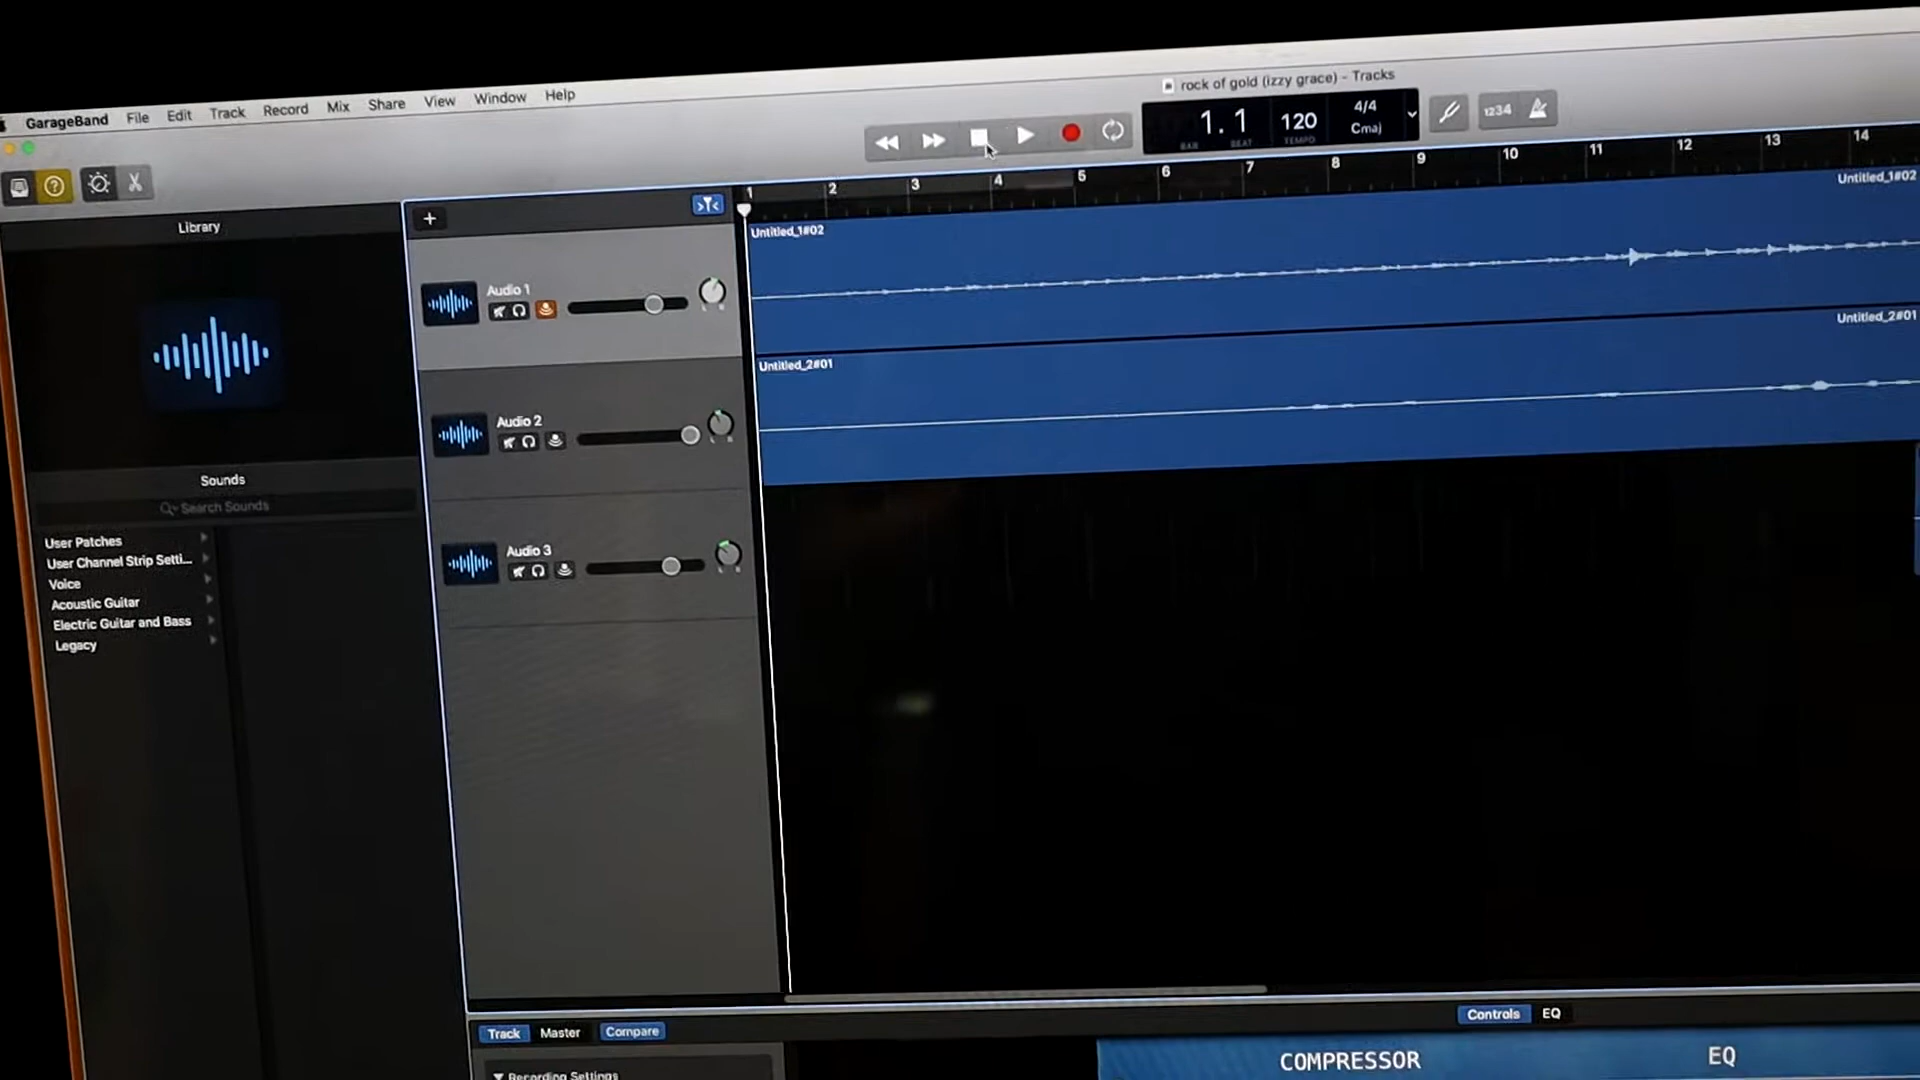 rock of gold (izzy grace) - Tracks
GarageBand File Edit Track Record Mix Share View Window Help
1.1 120 4/4
BAR BEAT TEMPO Cmaj
1234
1 2 3 4 5 6 7 8 9 10 11 12 13 14
Library
Untitled_1#02
Untitled_1#02
Audio 1
Untitled_2#01
Untitled_2#01
Audio 2
Sounds
Search Sounds
User Patches
User Channel Strip Setti...
Voice
Acoustic Guitar
Electric Guitar and Bass
Legacy
Audio 3
Track Master Compare
Controls EQ
Recording Settings
COMPRESSOR
EQ